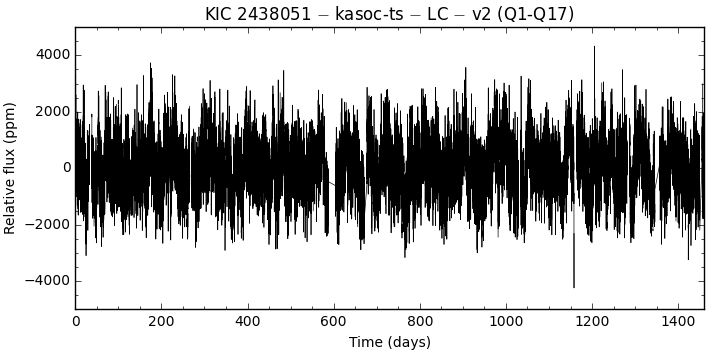 KIC 2438051 − kasoc-ts − LC − v2 (Q1-Q17)
Relative flux (ppm)
4000
2000
0
−2000
−4000
0 200 400 600 800 1000 1200 1400
Time (days)